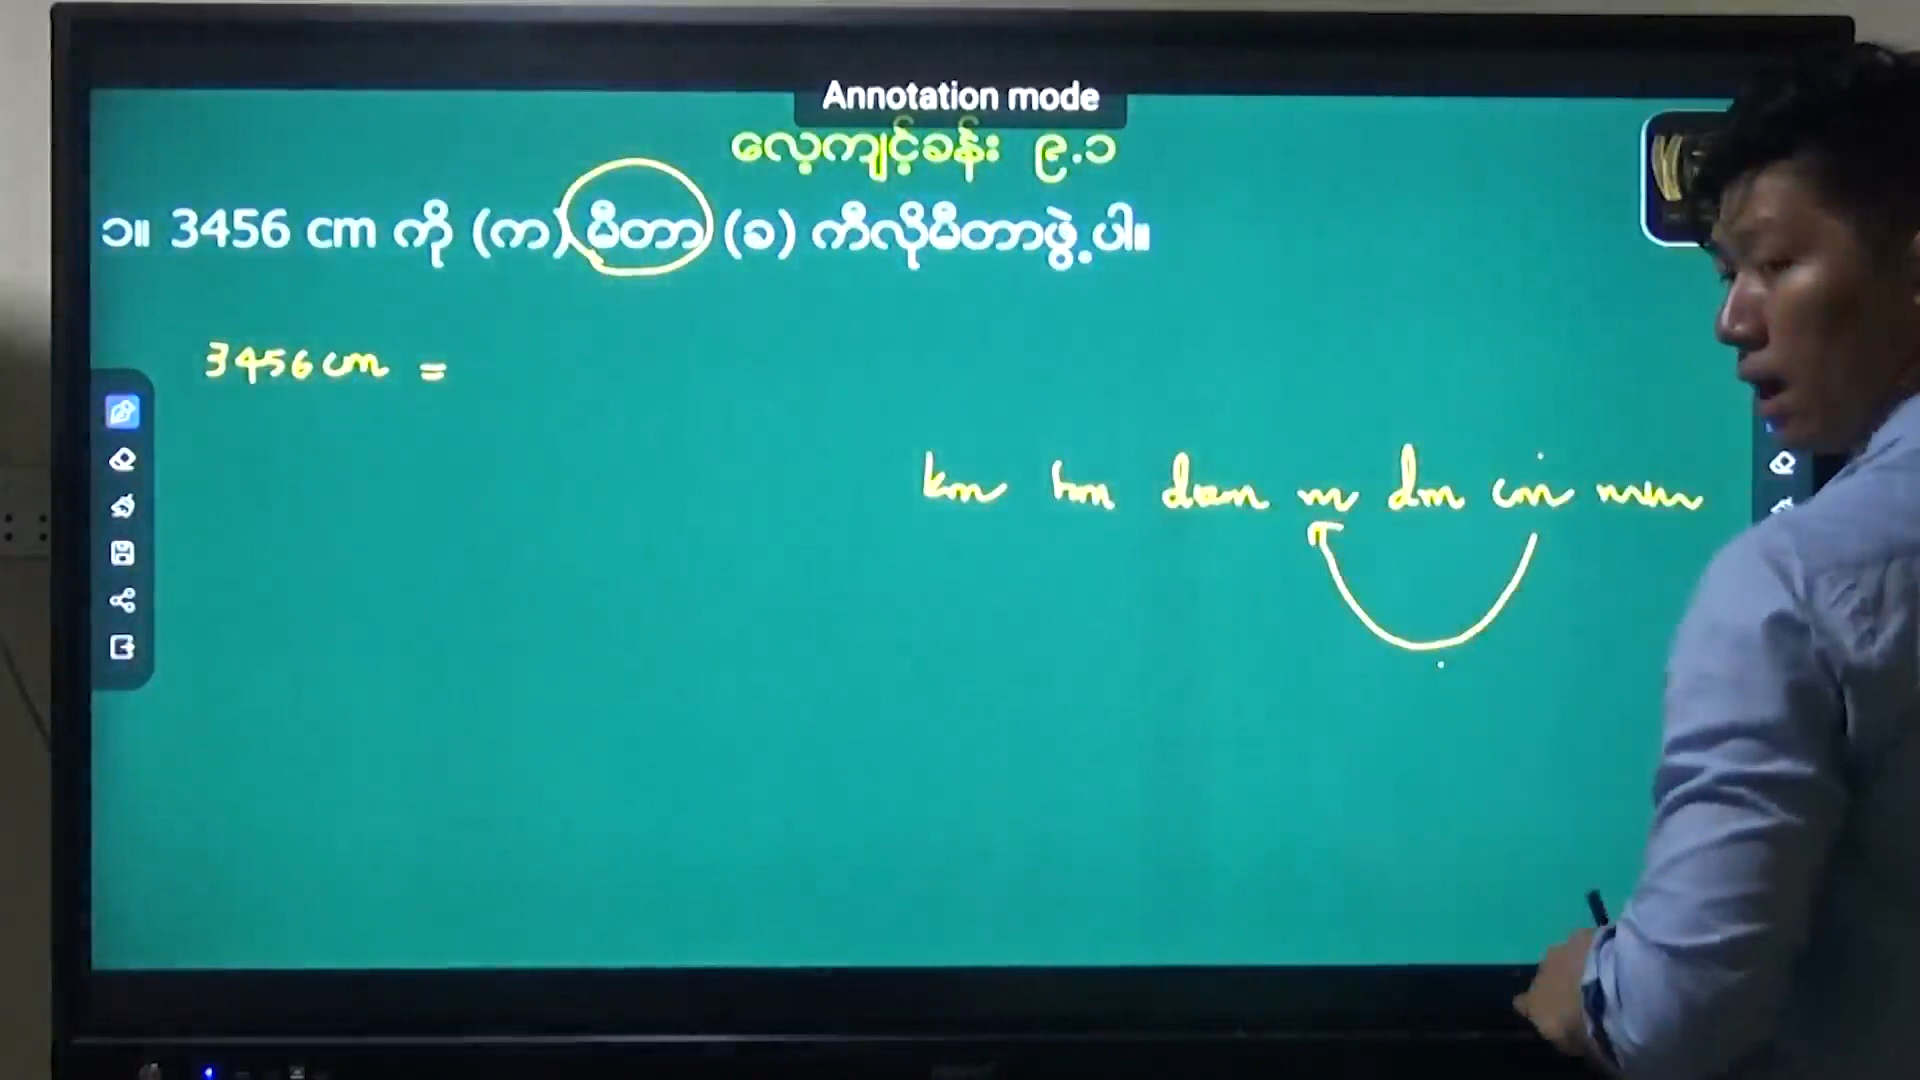 Annotation mode
လေ့ကျင့်ခန်း ၉.၁
၁။ 3456 cm ကို (က) မီတာ (ခ) ကီလိုမီတာဖွဲ့ပါ။
3456 cm =
km hm dam m dm cm mm